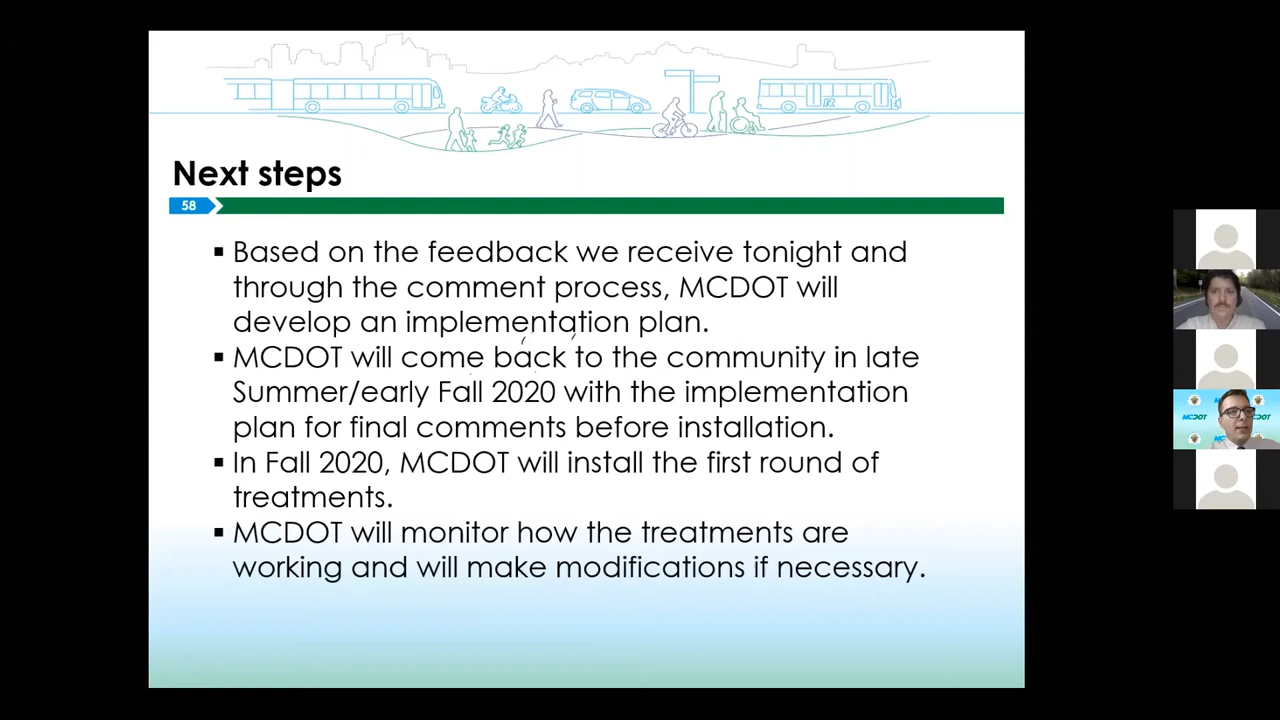 Next steps
58
▪ Based on the feedback we receive tonight and
through the comment process, MCDOT will
develop an implementation plan.
▪ MCDOT will come back to the community in late
Summer/early Fall 2020 with the implementation
plan for final comments before installation.
▪ In Fall 2020, MCDOT will install the first round of
treatments.
▪ MCDOT will monitor how the treatments are
working and will make modifications if necessary.
MCDOT